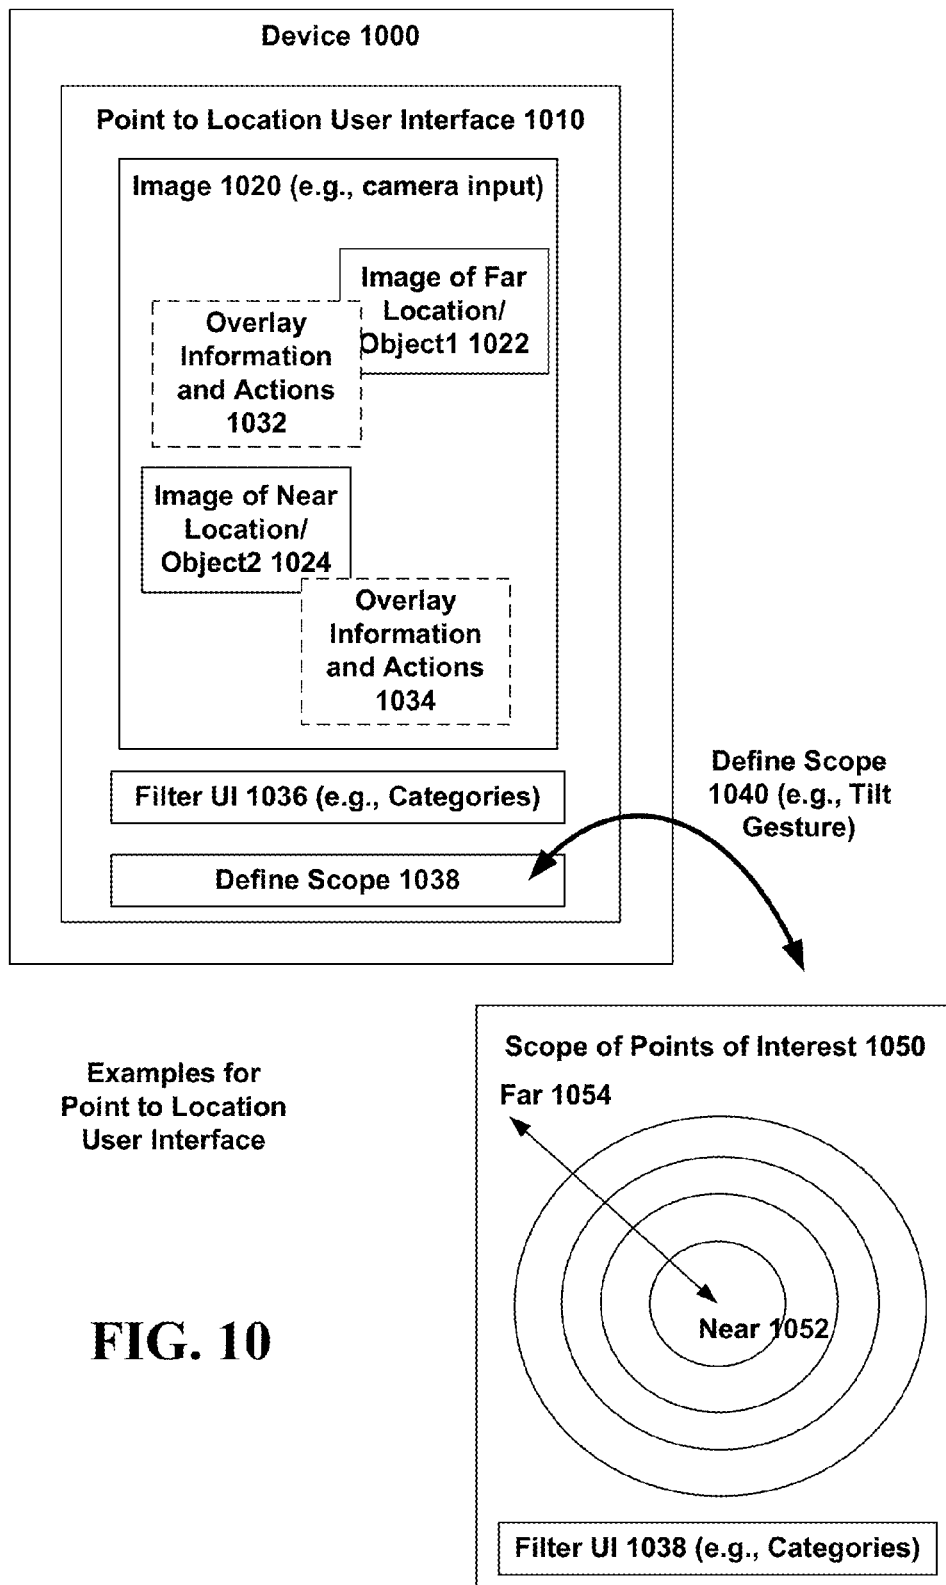 Device 1000
Point to Location User Interface 1010
Image 1020 (e.g., camera input)
Image of Far
Location/
Object1 1022
Overlay
Information
and Actions
1032
Image of Near
Location/
Object2 1024
Overlay
Information
and Actions
1034
Filter UI 1036 (e.g., Categories)
Define Scope 1038
Define Scope
1040 (e.g., Tilt
Gesture)
Examples for
Point to Location
User Interface
FIG. 10
Scope of Points of Interest 1050
Far 1054
Near 1052
Filter UI 1038 (e.g., Categories)